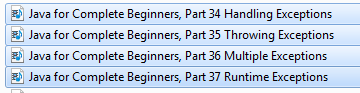 Java for Complete Beginners, Part 34 Handling Exceptions
Java for Complete Beginners, Part 35 Throwing Exceptions
Java for Complete Beginners, Part 36 Multiple Exceptions
Java for Complete Beginners, Part 37 Runtime Exceptions